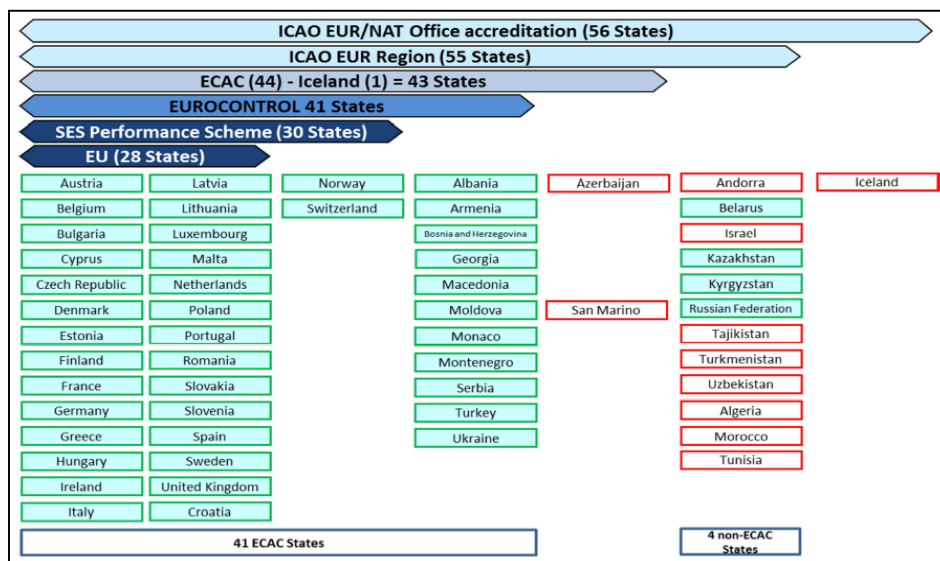 ICAO EUR/NAT Office accreditation (56 States)
ICAO EUR Region (55 States)
ECAC (44) - Iceland (1) = 43 States
EUROCONTROL 41 States
SES Performance Scheme (30 States)
EU (28 States)
Austria Latvia Norway Albania Azerbaijan Andorra Iceland
Belgium Lithuania Switzerland Armenia Belarus
Bulgaria Luxembourg Bosnia and Herzegovina Israel
Cyprus Malta Georgia Kazakhstan
Czech Republic Netherlands Macedonia Kyrgyzstan
Denmark Poland Moldova San Marino Russian Federation
Estonia Portugal Monaco Tajikistan
Finland Romania Montenegro Turkmenistan
France Slovakia Serbia Uzbekistan
Germany Slovenia Turkey Algeria
Greece Spain Ukraine Morocco
Hungary Sweden Tunisia
Ireland United Kingdom
Italy Croatia
41 ECAC States
4 non-ECAC
States